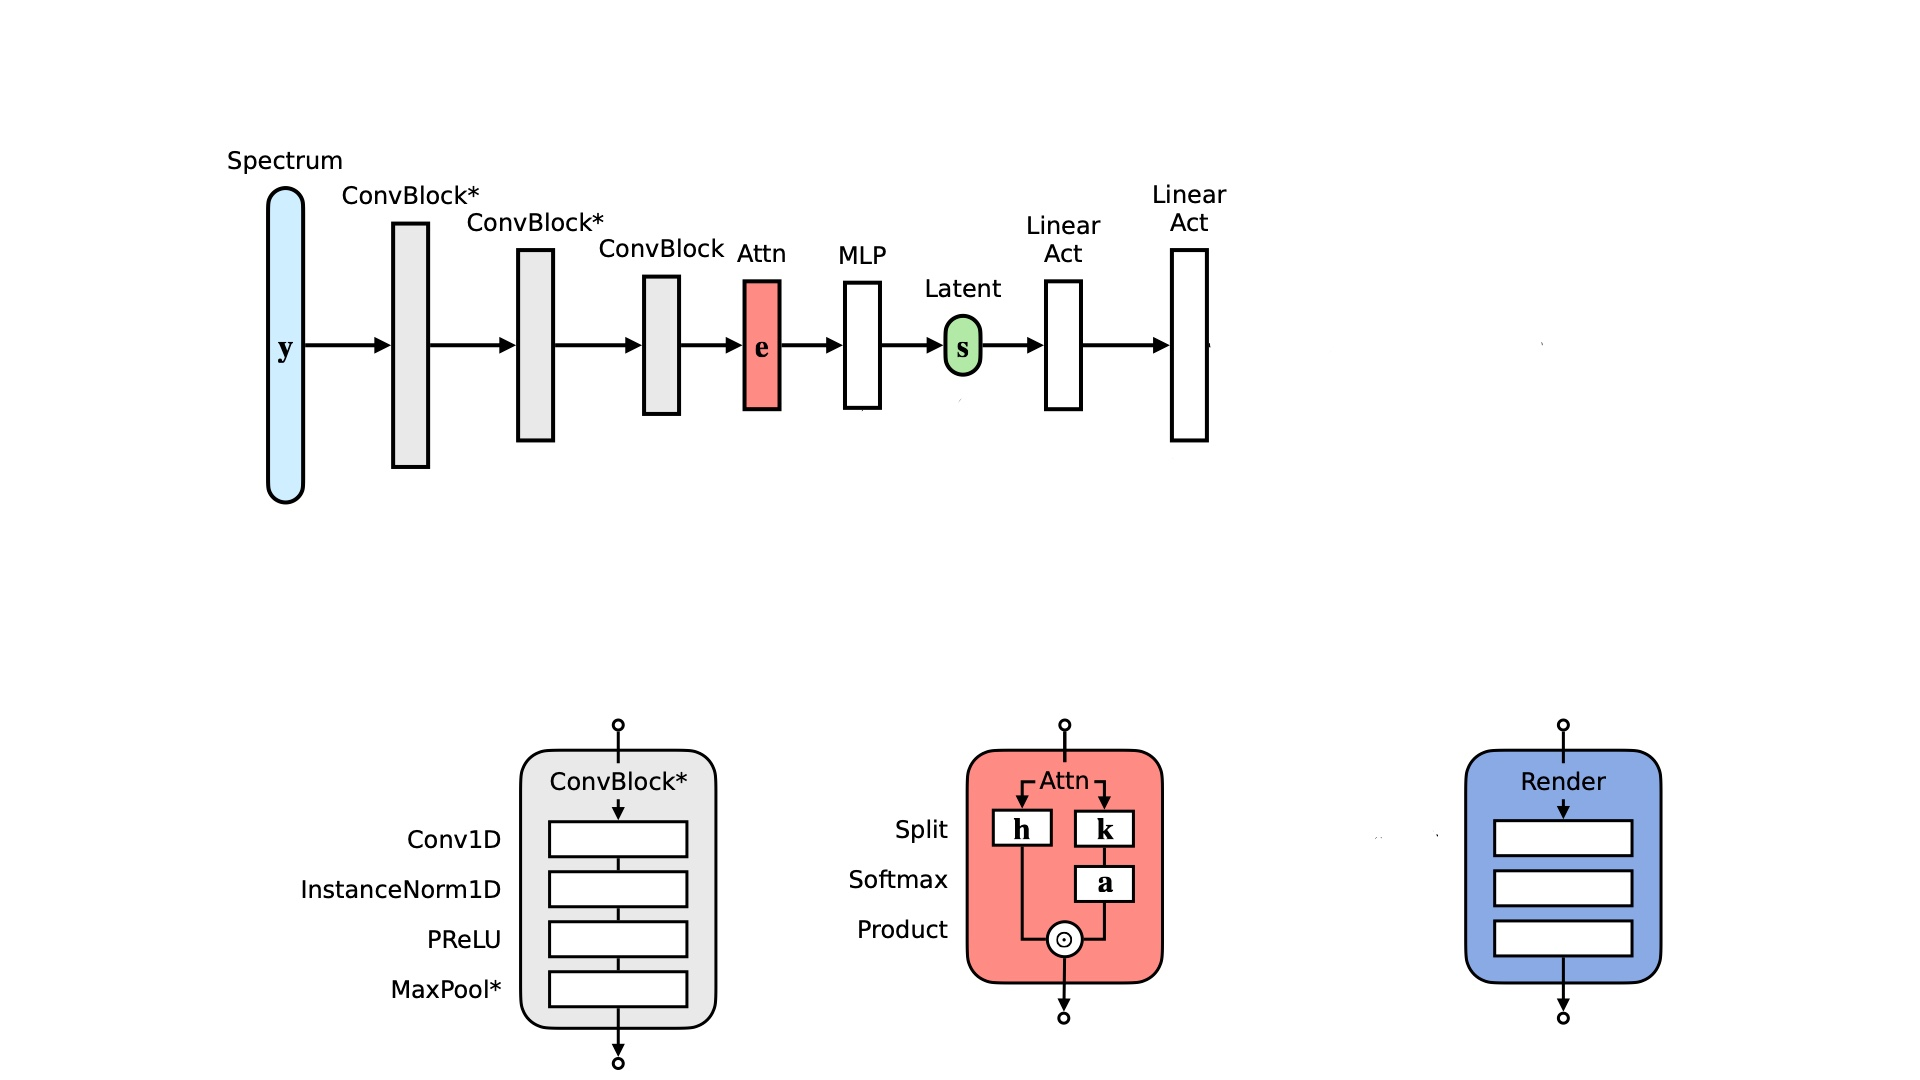 Spectrum
ConvBlock*
ConvBlock*
ConvBlock
Attn
MLP
Latent
Linear
Act
Linear
Act
y
e
s
ConvBlock*
Conv1D
InstanceNorm1D
PReLU
MaxPool*
Attn
Split
h
k
Softmax
a
Product
Render